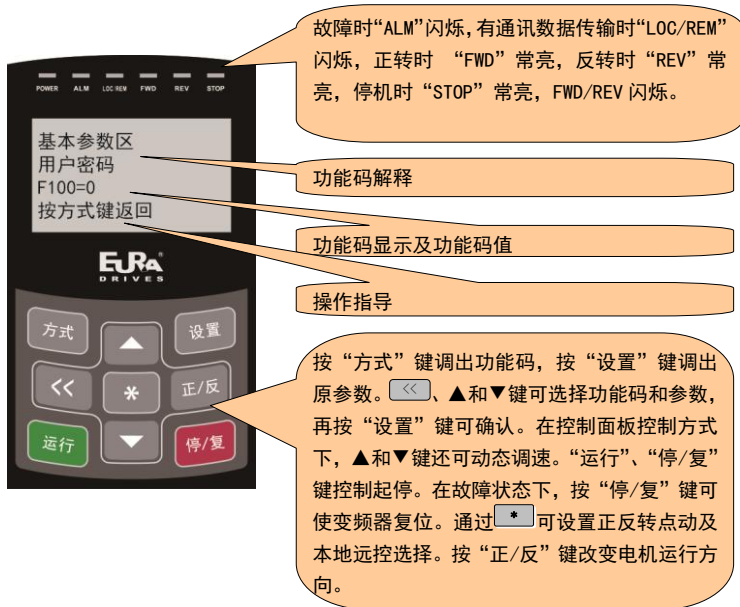 故障时“ALM”闪烁，有通讯数据传输时“LOC/REM”
闪烁，正转时 “FWD”常亮，反转时“REV”常
亮，停机时“STOP”常亮，FWD/REV 闪烁。
POWER ALM LOC/REM FWD REV STOP
基本参数区
用户密码
F100=0
按方式键返回
功能码解释
功能码显示及功能码值
操作指导
EURA®
DRIVES
方式
▲
设置
<<
*
正/反
运行
▼
停/复
按“方式”键调出功能码，按“设置”键调出
原参数。<<、▲和▼键可选择功能码和参数，
再按“设置”键可确认。在控制面板控制方式
下，▲和▼键还可动态调速。“运行”、“停/复”
键控制起停。在故障状态下，按“停/复”键可
使变频器复位。通过 * 可设置正反转点动及
本地远控选择。按“正/反”键改变电机运行方
向。